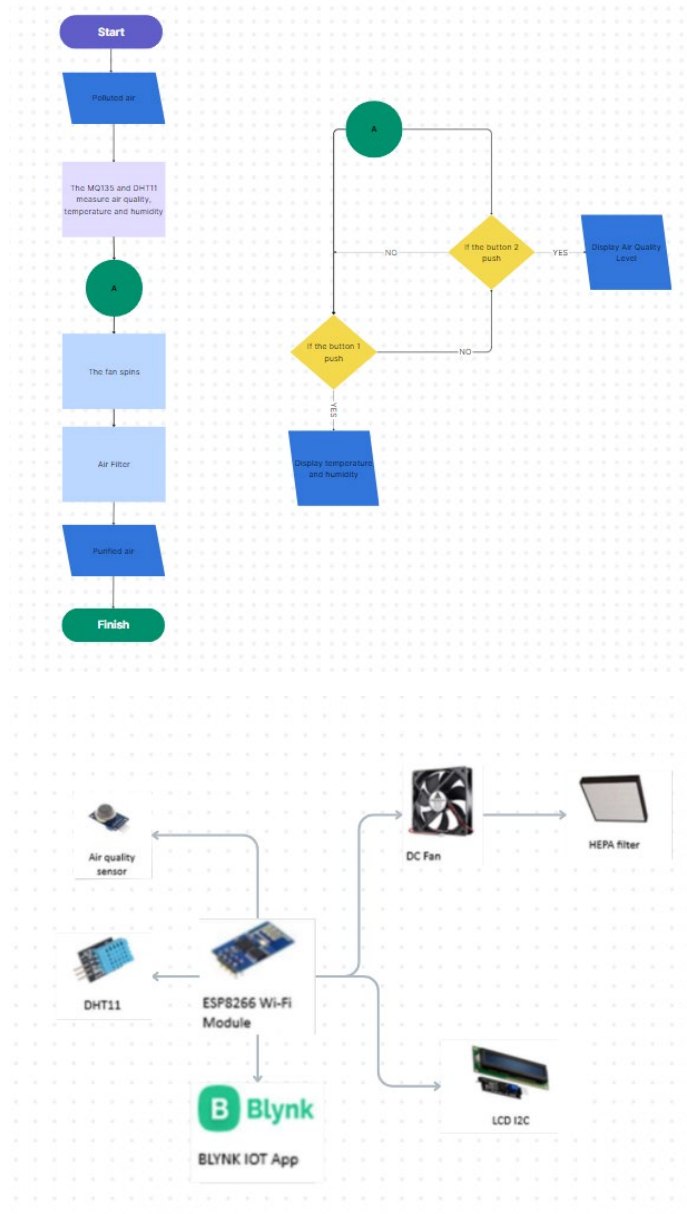 Start
Polluted air
The MQ135 and DHT11
measure air quality,
temperature and humidity
A
The fan spins
Air Filter
Purified air
Finish
A
If the button 2
push
NO
YES
Display Air Quality
Level
If the button 1
push
NO
YES
Display temperature
and humidity
Air quality
sensor
DC Fan
HEPA filter
DHT11
ESP8266 Wi-Fi
Module
LCD I2C
B Blynk
BLYNK IOT App